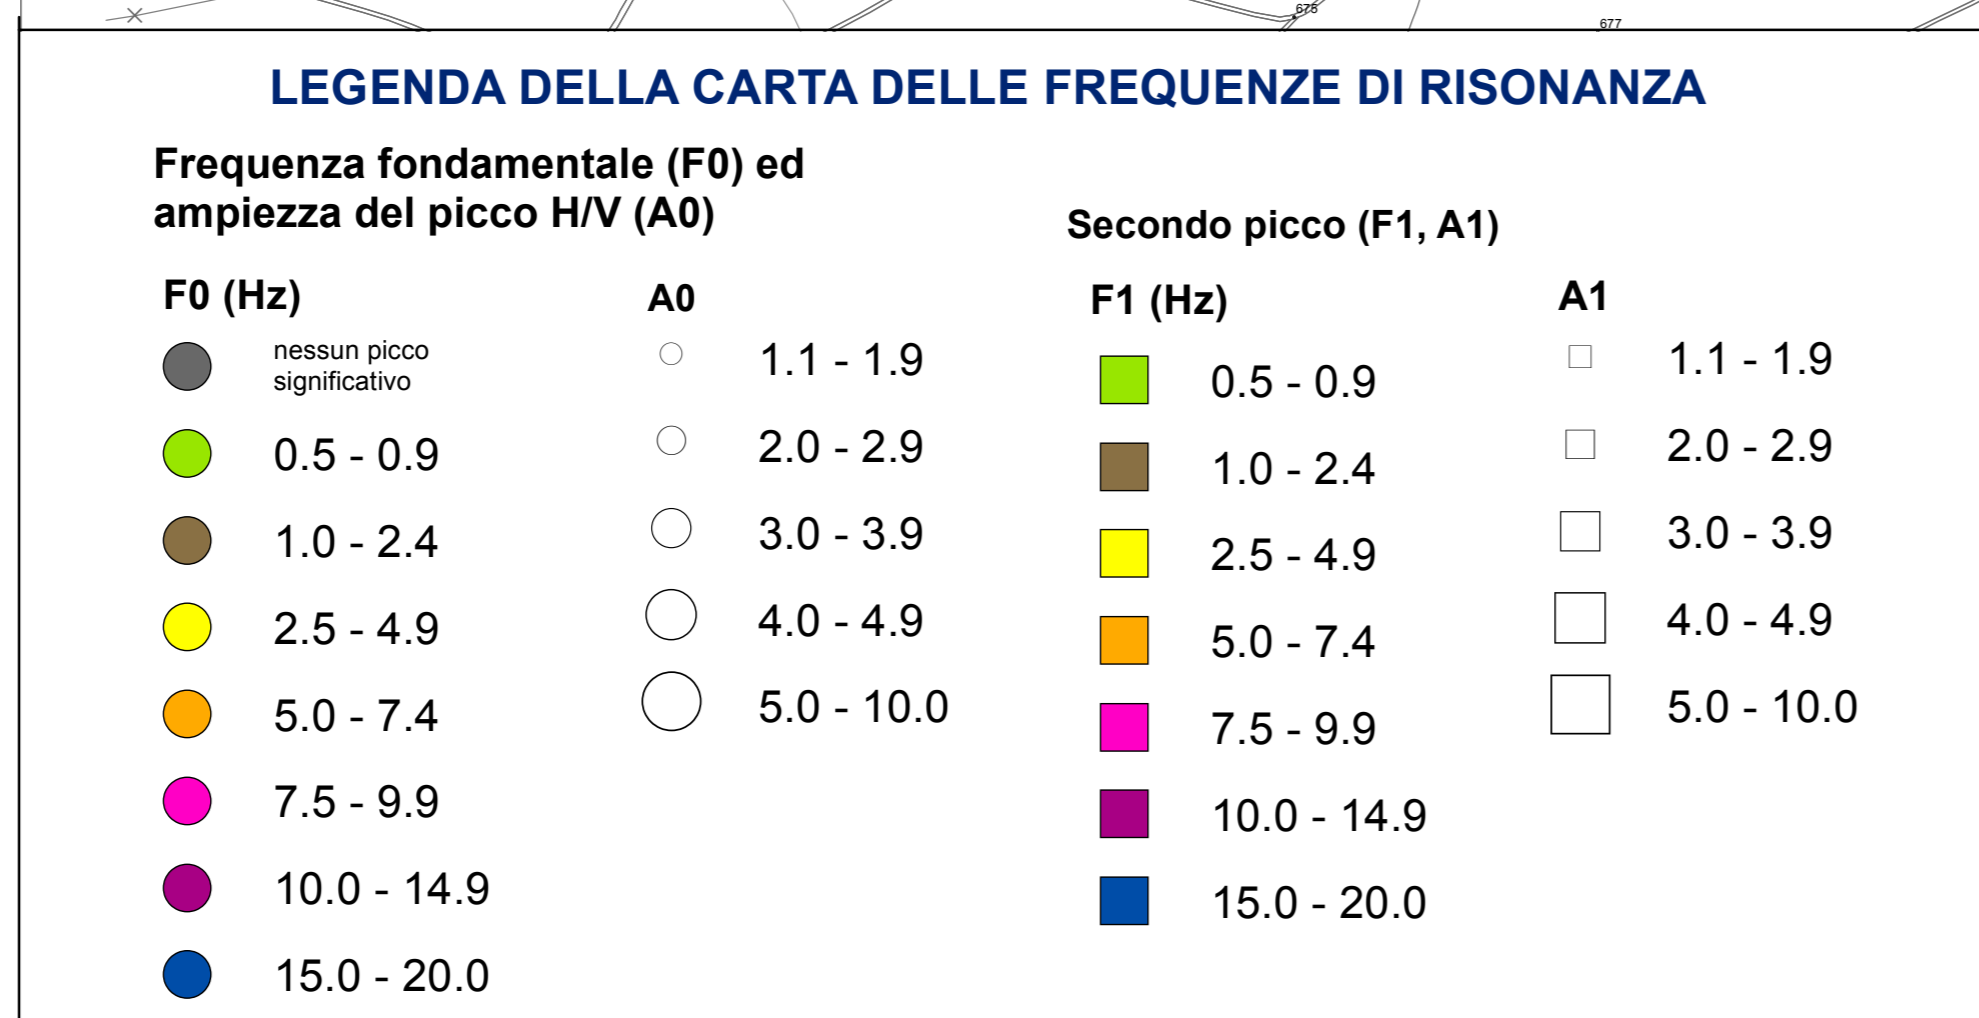 675
677
LEGENDA DELLA CARTA DELLE FREQUENZE DI RISONANZA
Frequenza fondamentale (F0) ed
ampiezza del picco H/V (A0)
F0 (Hz)
nessun picco
significativo
0.5 - 0.9
1.0 - 2.4
2.5 - 4.9
5.0 - 7.4
7.5 - 9.9
10.0 - 14.9
15.0 - 20.0
A0
1.1 - 1.9
2.0 - 2.9
3.0 - 3.9
4.0 - 4.9
5.0 - 10.0
Secondo picco (F1, A1)
F1 (Hz)
0.5 - 0.9
1.0 - 2.4
2.5 - 4.9
5.0 - 7.4
7.5 - 9.9
10.0 - 14.9
15.0 - 20.0
A1
1.1 - 1.9
2.0 - 2.9
3.0 - 3.9
4.0 - 4.9
5.0 - 10.0